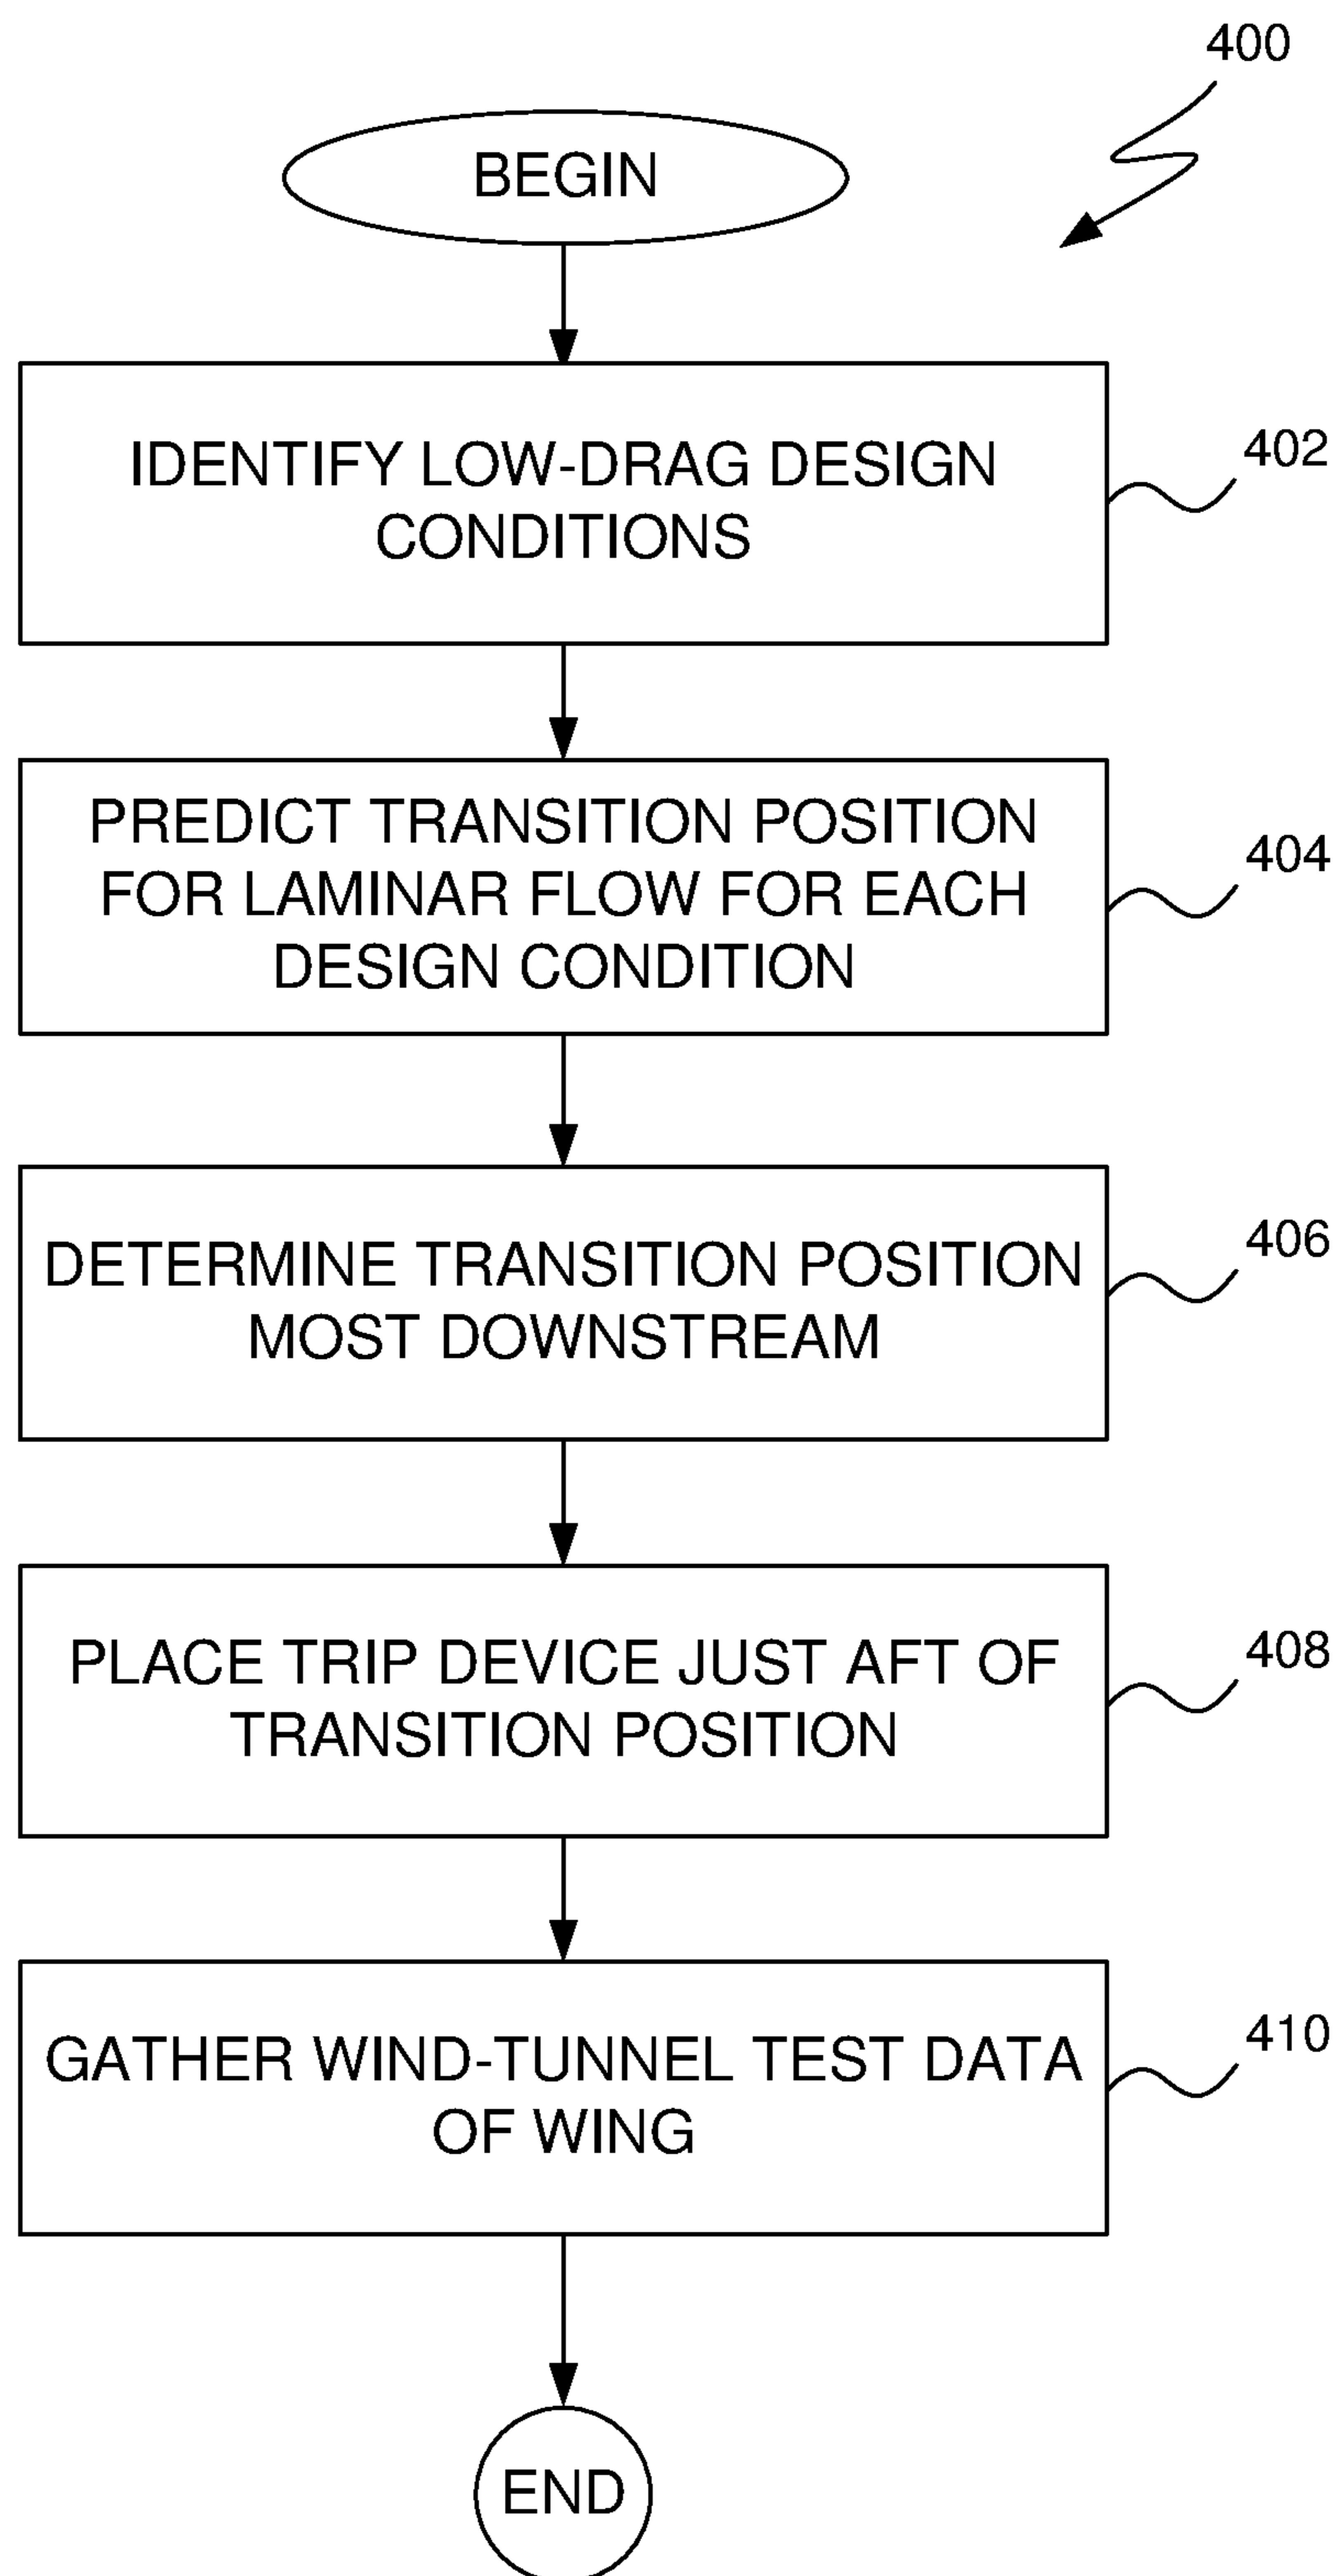 400
BEGIN
IDENTIFY LOW-DRAG DESIGN
CONDITIONS
402
PREDICT TRANSITION POSITION
FOR LAMINAR FLOW FOR EACH
DESIGN CONDITION
404
DETERMINE TRANSITION POSITION
MOST DOWNSTREAM
406
PLACE TRIP DEVICE JUST AFT OF
TRANSITION POSITION
408
GATHER WIND-TUNNEL TEST DATA
OF WING
410
END